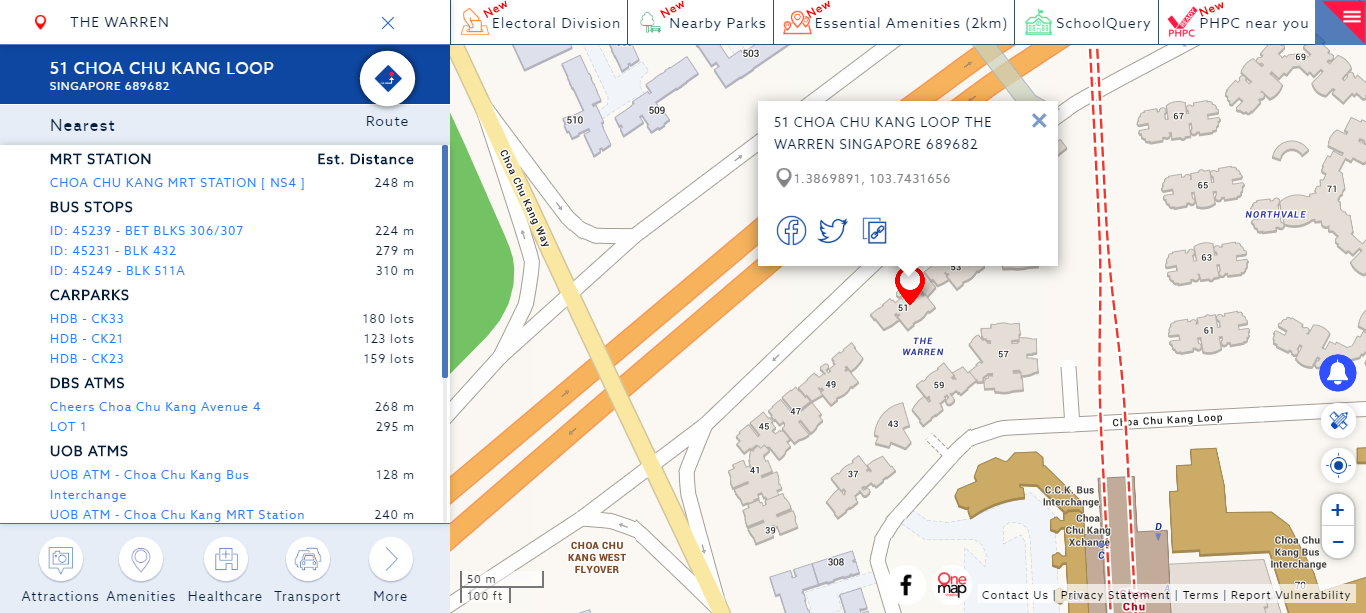 THE WARREN
51 CHOA CHU KANG LOOP
SINGAPORE 689682
Route
Nearest
MRT STATION Est. Distance
CHOA CHU KANG MRT STATION [ NS4 ] 248 m
BUS STOPS
ID: 45239 - BET BLKS 306/307 224 m
ID: 45231 - BLK 432 279 m
ID: 45249 - BLK 511A 310 m
CARPARKS
HDB - CK33 180 lots
HDB - CK21 123 lots
HDB - CK23 159 lots
DBS ATMS
Cheers Choa Chu Kang Avenue 4 268 m
LOT 1 295 m
UOB ATMS
UOB ATM - Choa Chu Kang Bus
Interchange 128 m
UOB ATM - Choa Chu Kang MRT Station 240 m
Attractions Amenities Healthcare Transport More
New Electoral Division
New Nearby Parks
New Essential Amenities (2km)
SchoolQuery
READY
PHPC
New PHPC near you
503
509
510
69
67
65
71
NORTHVALE
63
61
Choa Chu Kang Way
51 CHOA CHU KANG LOOP THE
WARREN SINGAPORE 689682
1.3869891, 103.7431656
53
51
THE
WARREN
57
59
49
47
45
43
41
37
39
Choa Chu Kang Loop
C.C.K. Bus
Interchange
Choa
Chu Kang
Xchange
C
D
Choa Chu
Kang Bus
Interchange
70
CHOA CHU
KANG WEST
FLYOVER
308
Chu
+
−
50 m
100 ft
f
One
map
Contact Us | Privacy Statement | Terms | Report Vulnerability